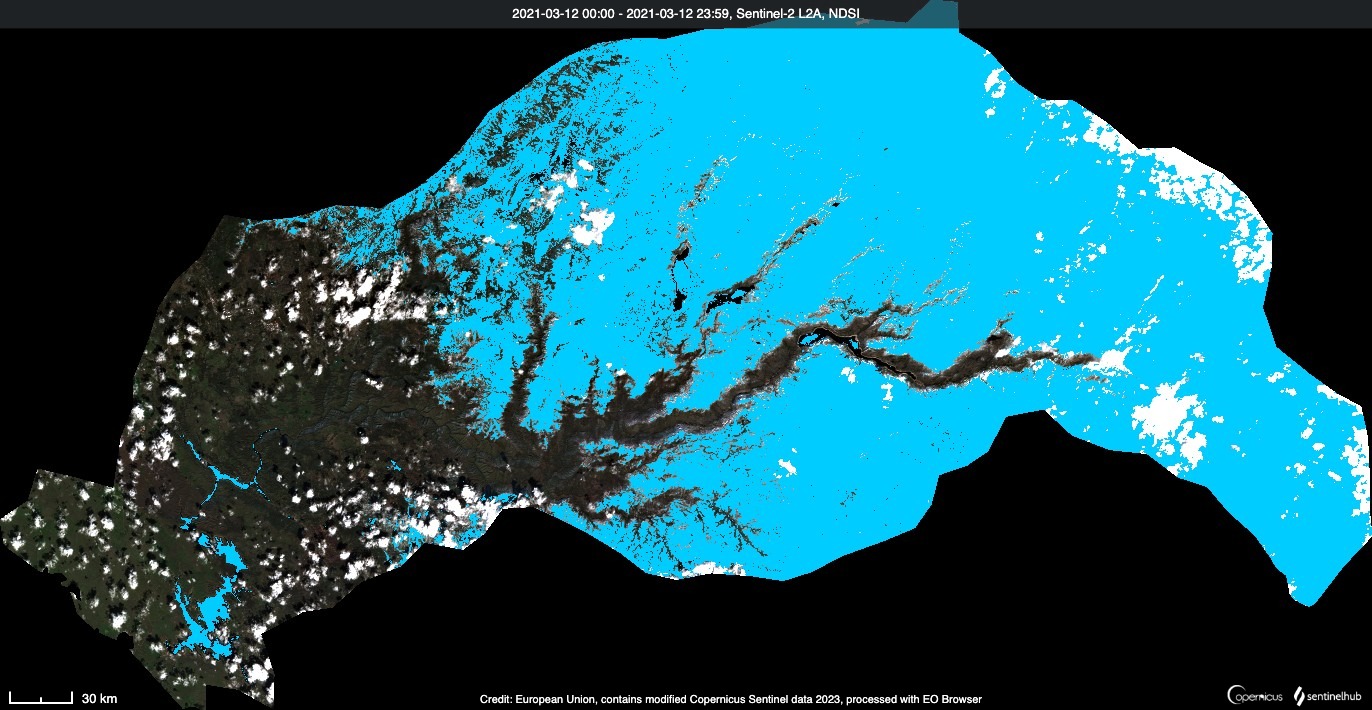 2021-03-12 00:00 - 2021-03-12 23:59, Sentinel-2 L2A, NDSI
30 km
Credit: European Union, contains modified Copernicus Sentinel data 2023, processed with EO Browser
Copernicus
sentinelhub